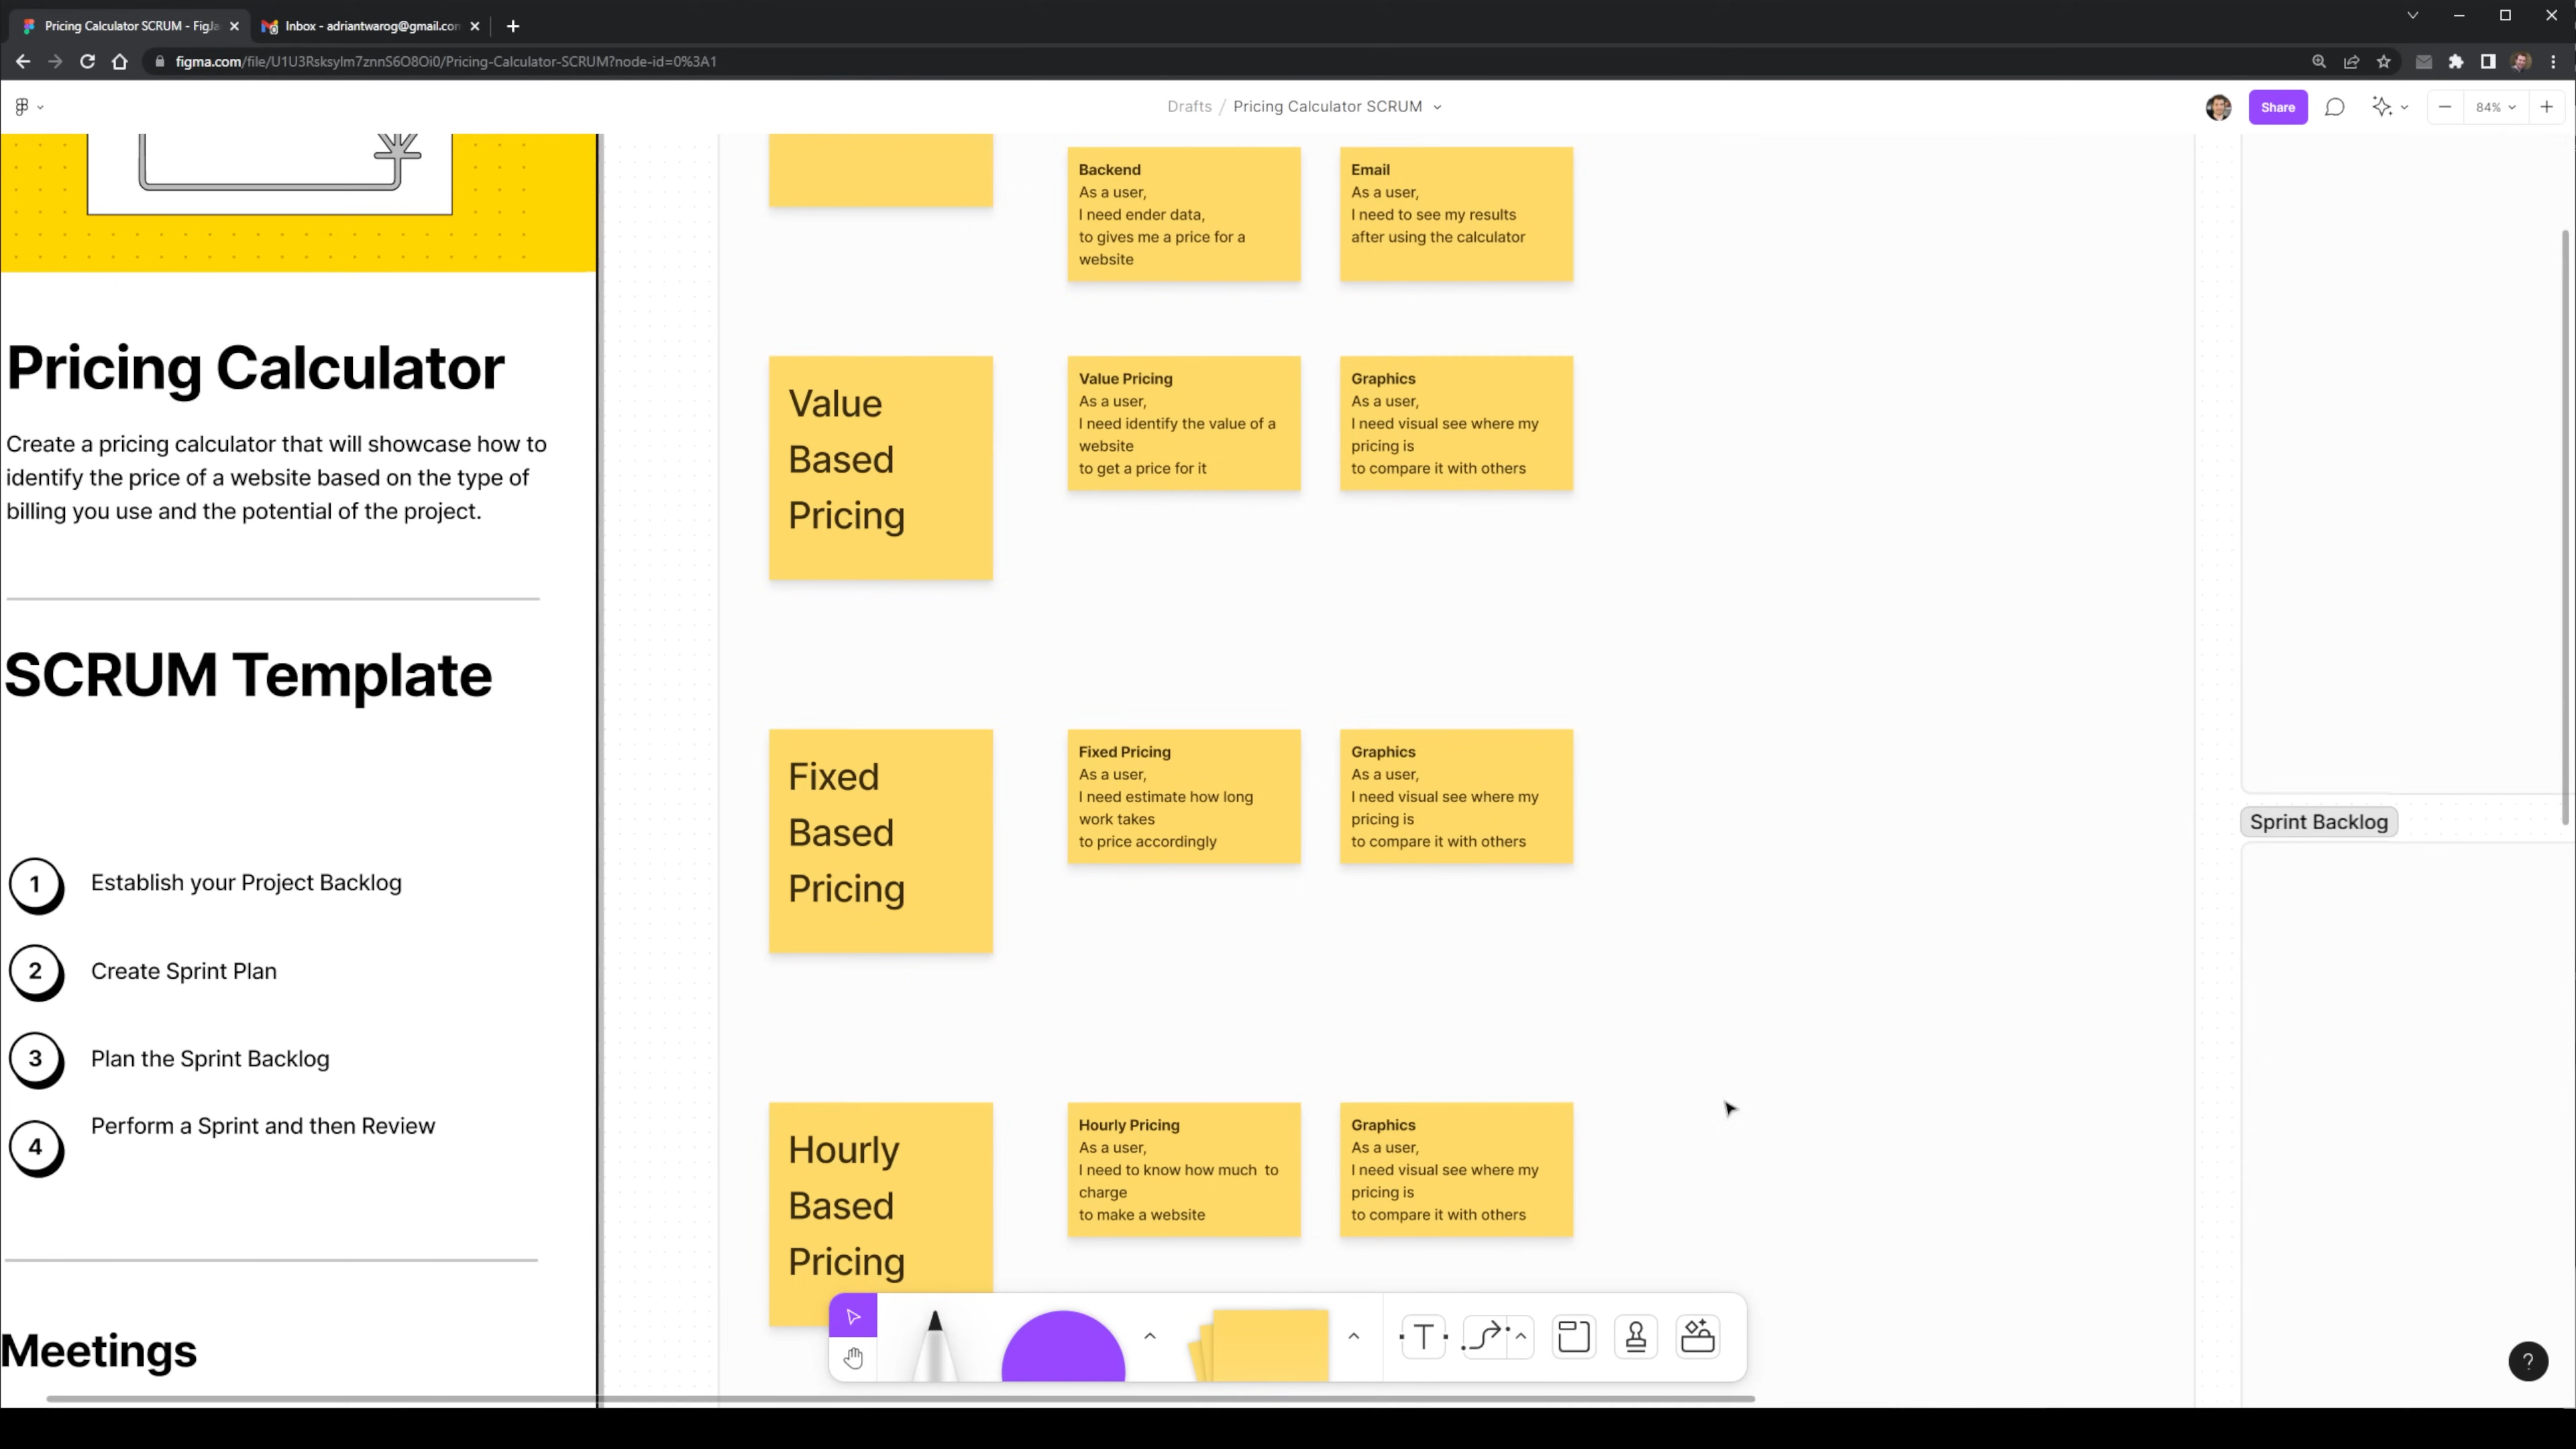 Pricing Calculator SCRUM - FigJa
Inbox - adriantwarog@gmail.com
figma.com/file/U1U3Rsksylm7znnS6O8Oi0/Pricing-Calculator-SCRUM?node-id=0%3A1
Drafts / Pricing Calculator SCRUM
Share
84%
Pricing Calculator
Create a pricing calculator that will showcase how to
identify the price of a website based on the type of
billing you use and the potential of the project.
SCRUM Template
1 Establish your Project Backlog
2 Create Sprint Plan
3 Plan the Sprint Backlog
4 Perform a Sprint and then Review
Meetings
Backend
As a user,
I need ender data,
to gives me a price for a
website
Email
As a user,
I need to see my results
after using the calculator
Value
Based
Pricing
Value Pricing
As a user,
I need identify the value of a
website
to get a price for it
Graphics
As a user,
I need visual see where my
pricing is
to compare it with others
Fixed
Based
Pricing
Fixed Pricing
As a user,
I need estimate how long
work takes
to price accordingly
Graphics
As a user,
I need visual see where my
pricing is
to compare it with others
Hourly
Based
Pricing
Hourly Pricing
As a user,
I need to know how much to
charge
to make a website
Graphics
As a user,
I need visual see where my
pricing is
to compare it with others
Sprint Backlog
T
?